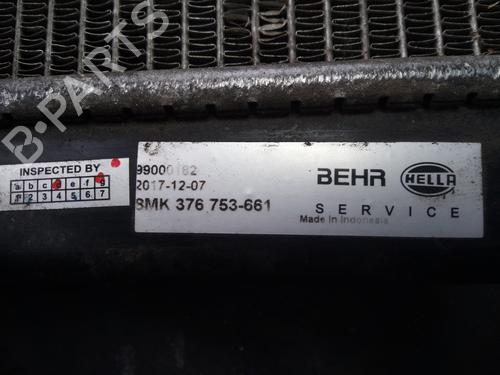 B-PARTS
INSPECTED BY
a b c d e f g
1 2 3 4 5 6 7
99000182
2017-12-07
8MK 376 753-661
BEHR HELLA
SERVICE
Made in Indonesia